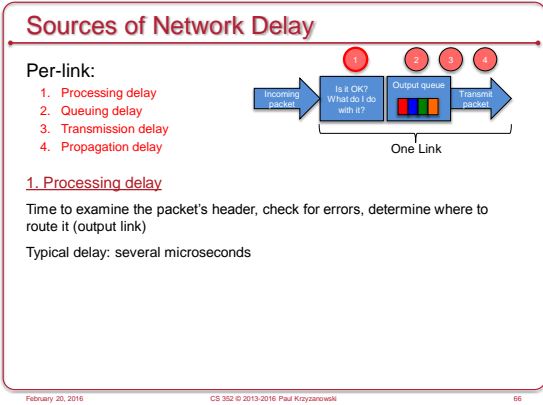 Sources of Network Delay
Per-link:
1. Processing delay
2. Queuing delay
3. Transmission delay
4. Propagation delay
1
2
3
4
Incoming
packet
Is it OK?
What do I do
with it?
Output queue
Transmit
packet
One Link
1. Processing delay
Time to examine the packet's header, check for errors, determine where to
route it (output link)
Typical delay: several microseconds
February 20, 2016
CS 352 © 2013-2016 Paul Krzyzanowski
66